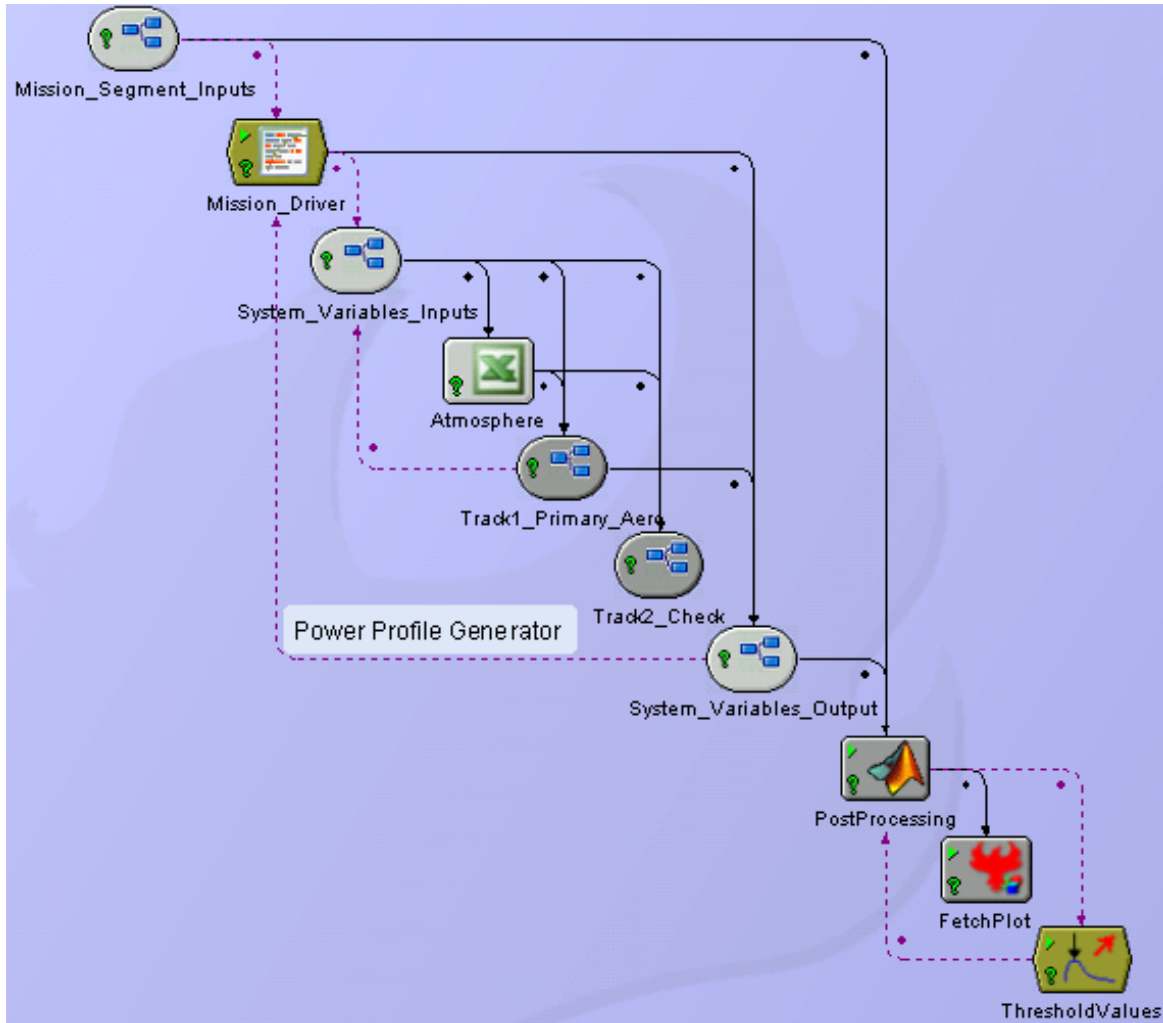 Mission_Segment_Inputs
Mission_Driver
System_Variables_Inputs
Atmosphere
Track1_Primary_Aero
Track2_Check
Power Profile Generator
System_Variables_Output
PostProcessing
FetchPlot
ThresholdValues